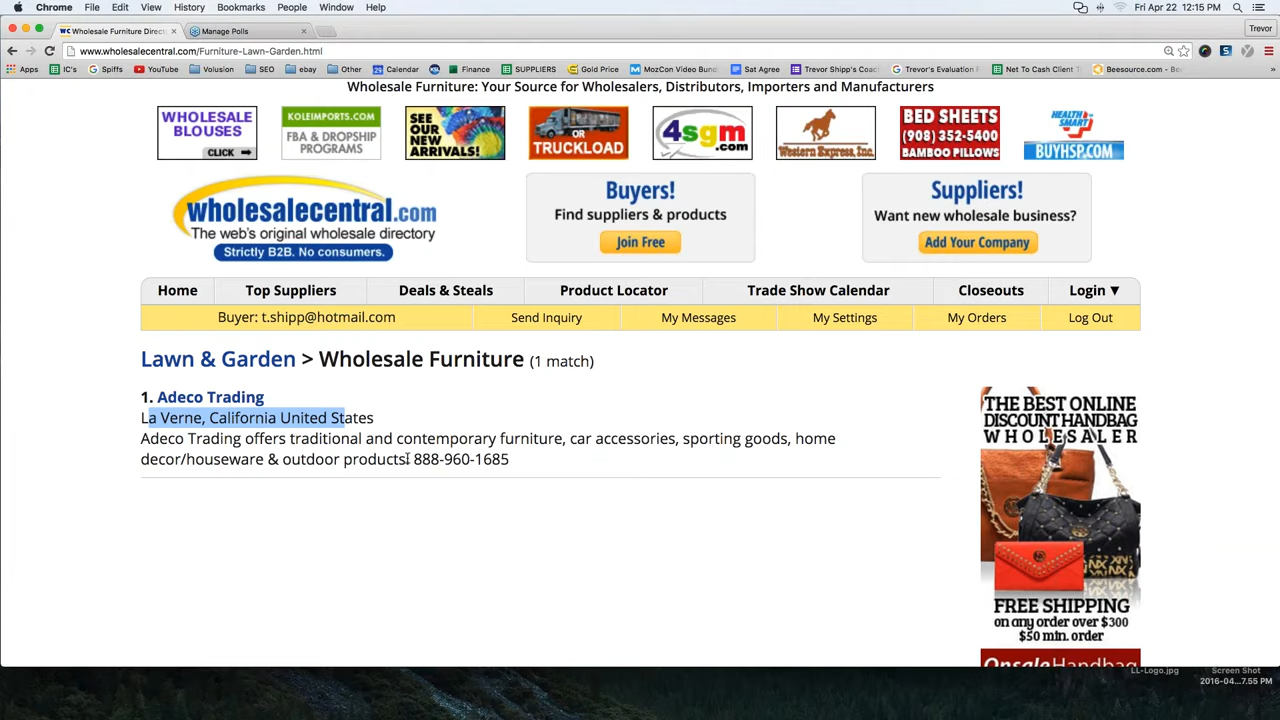 Chrome File Edit View History Bookmarks People Window Help
Fri Apr 22 12:15 PM Trevor
Wholesale Furniture Direct
Manage Polls
Trevor
www.wholesalecentral.com/Furniture-Lawn-Garden.html
Apps IC's Spiffs YouTube Volusion SEO ebay Other Calendar Finance SUPPLIERS Gold Price MozCon Video Bund Sat Agree Trevor Shipp's Coac Trevor's Evaluation Net To Cash Client T Beesource.com - Be
Wholesale Furniture: Your Source for Wholesalers, Distributors, Importers and Manufacturers
WHOLESALE BLOUSES CLICK
KOLEIMPORTS.COM FBA & DROPSHIP PROGRAMS
SEE OUR NEW ARRIVALS!
OR TRUCKLOAD
4sgm.com
Western Express, Inc.
BED SHEETS (908) 352-5400 BAMBOO PILLOWS
HEALTH SMART BUYHSP.COM
wholesalecentral.com
The web's original wholesale directory
Strictly B2B. No consumers.
Buyers!
Find suppliers & products
Join Free
Suppliers!
Want new wholesale business?
Add Your Company
Home Top Suppliers Deals & Steals Product Locator Trade Show Calendar Closeouts Login ▼
Buyer: t.shipp@hotmail.com Send Inquiry My Messages My Settings My Orders Log Out
Lawn & Garden > Wholesale Furniture (1 match)
1. Adeco Trading
La Verne, California United States
Adeco Trading offers traditional and contemporary furniture, car accessories, sporting goods, home
decor/houseware & outdoor products. 888-960-1685
THE BEST ONLINE
DISCOUNT HANDBAG
WHOLESALER
FREE SHIPPING
on any order over $300
$50 min. order
OnsaleHandbag
LL-Logo.jpg
Screen Shot
2016-04...7.55 PM